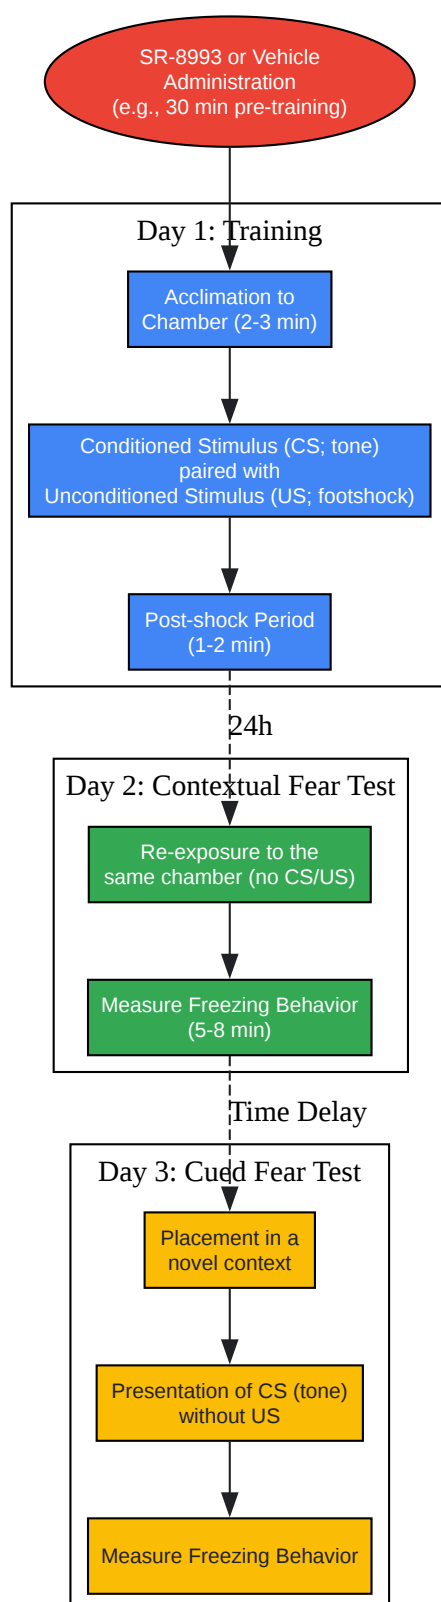 SR-8993 or Vehicle
Administration
(e.g., 30 min pre-training)
Day 1: Training
Acclimation to
Chamber (2-3 min)
Conditioned Stimulus (CS; tone)
paired with
Unconditioned Stimulus (US; footshock)
Post-shock Period
(1-2 min)
24h
Day 2: Contextual Fear Test
Re-exposure to the
same chamber (no CS/US)
Measure Freezing Behavior
(5-8 min)
Time Delay
Day 3: Cued Fear Test
Placement in a
novel context
Presentation of CS (tone)
without US
Measure Freezing Behavior